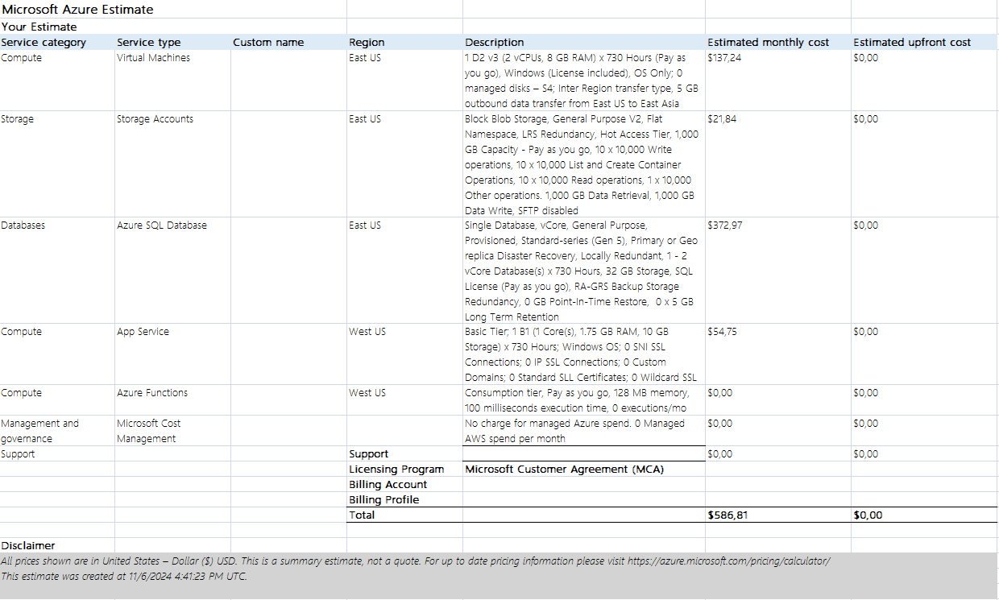 Microsoft Azure Estimate
Your Estimate
Service category Service type Custom name Region Description Estimated monthly cost Estimated upfront cost
Compute Virtual Machines East US 1 D2 v3 (2 vCPUs, 8 GB RAM) x 730 Hours (Pay as $137,24 $0,00
you go), Windows (License included), OS Only; 0
managed disks – S4; Inter Region transfer type, 5 GB
outbound data transfer from East US to East Asia
Storage Storage Accounts East US Block Blob Storage, General Purpose V2, Flat $21,84 $0,00
Namespace, LRS Redundancy, Hot Access Tier, 1,000
GB Capacity - Pay as you go, 10 x 10,000 Write
operations, 10 x 10,000 List and Create Container
Operations, 10 x 10,000 Read operations, 1 x 10,000
Other operations. 1,000 GB Data Retrieval, 1,000 GB
Data Write, SFTP disabled
Databases Azure SQL Database East US Single Database, vCore, General Purpose, $372,97 $0,00
Provisioned, Standard-series (Gen 5), Primary or Geo
replica Disaster Recovery, Locally Redundant, 1 - 2
vCore Database(s) x 730 Hours, 32 GB Storage, SQL
License (Pay as you go), RA-GRS Backup Storage
Redundancy, 0 GB Point-In-Time Restore, 0 x 5 GB
Long Term Retention
Compute App Service West US Basic Tier; 1 B1 (1 Core(s), 1.75 GB RAM, 10 GB $54,75 $0,00
Storage) x 730 Hours; Windows OS; 0 SNI SSL
Connections; 0 IP SSL Connections; 0 Custom
Domains; 0 Standard SLL Certificates; 0 Wildcard SSL
Compute Azure Functions West US Consumption tier, Pay as you go, 128 MB memory, $0,00 $0,00
100 milliseconds execution time, 0 executions/mo
Management and Microsoft Cost No charge for managed Azure spend. 0 Managed $0,00 $0,00
governance Management AWS spend per month
Support Support $0,00 $0,00
Licensing Program Microsoft Customer Agreement (MCA)
Billing Account
Billing Profile
Total $586,81 $0,00
Disclaimer
All prices shown are in United States – Dollar ($) USD. This is a summary estimate, not a quote. For up to date pricing information please visit https://azure.microsoft.com/pricing/calculator/
This estimate was created at 11/6/2024 4:41:23 PM UTC.